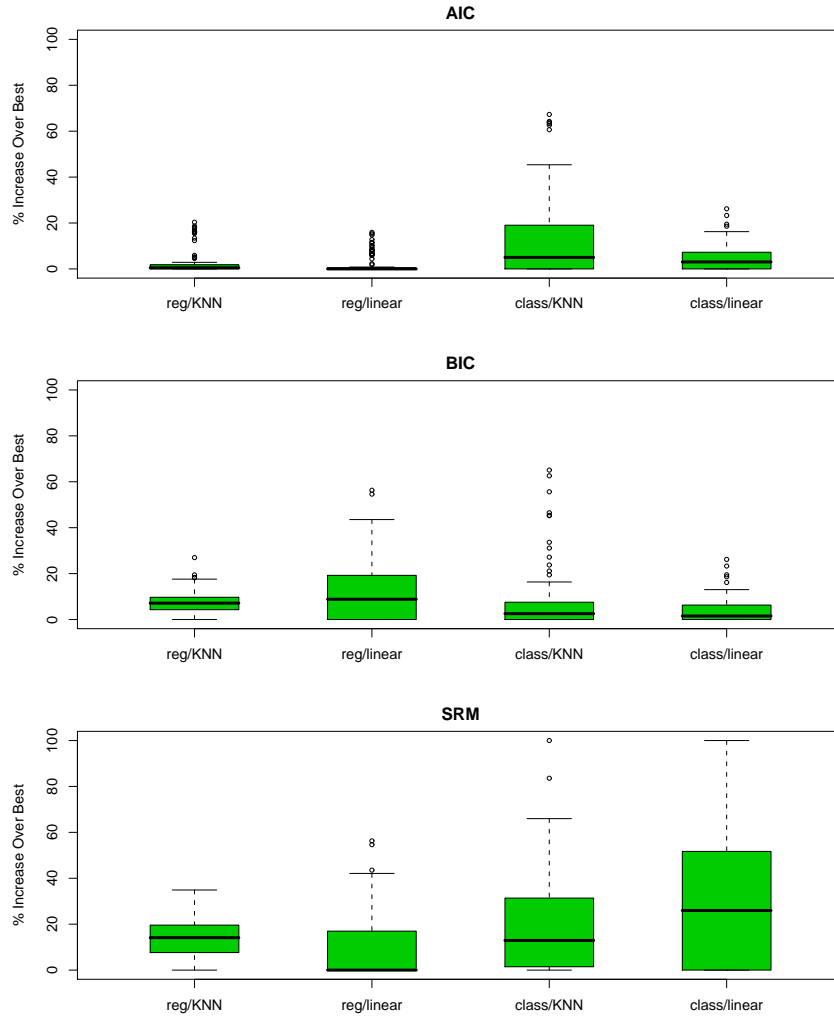 AIC
% Increase Over Best
100
80
60
40
20
0
reg/KNN reg/linear class/KNN class/linear
BIC
% Increase Over Best
100
80
60
40
20
0
reg/KNN reg/linear class/KNN class/linear
SRM
% Increase Over Best
100
80
60
40
20
0
reg/KNN reg/linear class/KNN class/linear